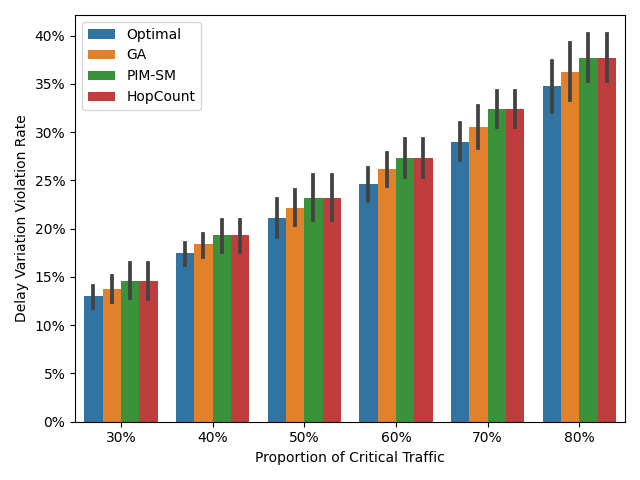 Optimal
GA
PIM-SM
HopCount
40%
35%
30%
25%
20%
15%
10%
5%
0%
Delay Variation Violation Rate
30% 40% 50% 60% 70% 80%
Proportion of Critical Traffic